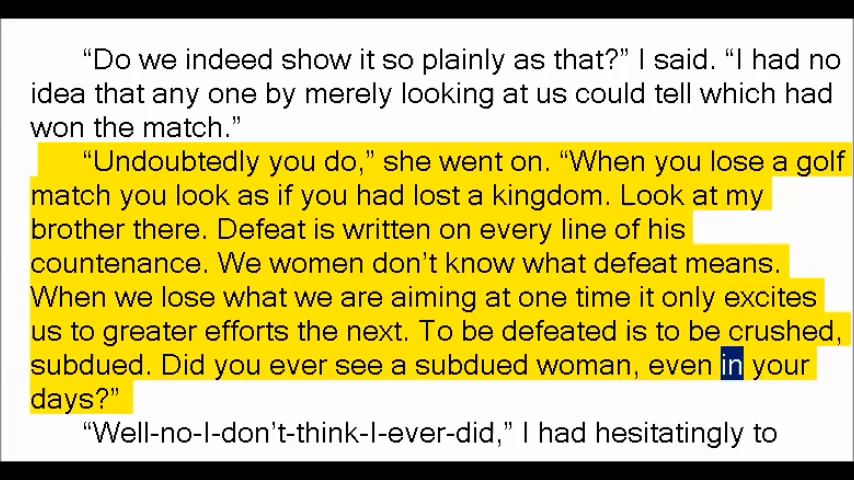 “Do we indeed show it so plainly as that?” I said. “I had no
idea that any one by merely looking at us could tell which had
won the match.”
“Undoubtedly you do,” she went on. “When you lose a golf
match you look as if you had lost a kingdom. Look at my
brother there. Defeat is written on every line of his
countenance. We women don’t know what defeat means.
When we lose what we are aiming at one time it only excites
us to greater efforts the next. To be defeated is to be crushed,
subdued. Did you ever see a subdued woman, even in your
days?”
“Well-no-I-don’t-think-I-ever-did,” I had hesitatingly to